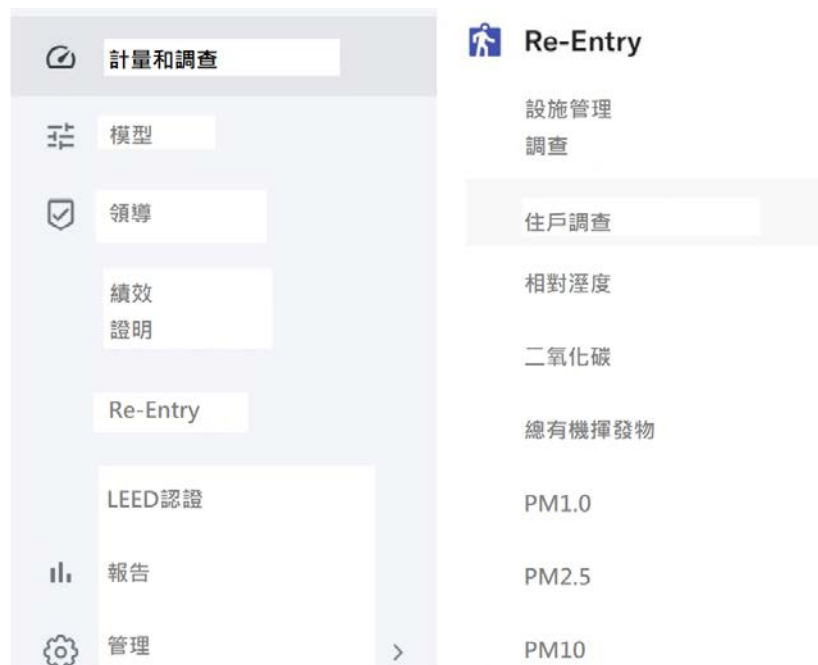 計量和調查
模型
領導
績效
證明
Re-Entry
LEED認證
報告
管理
Re-Entry
設施管理
調查
住戶調查
相對溼度
二氧化碳
總有機揮發物
PM1.0
PM2.5
PM10